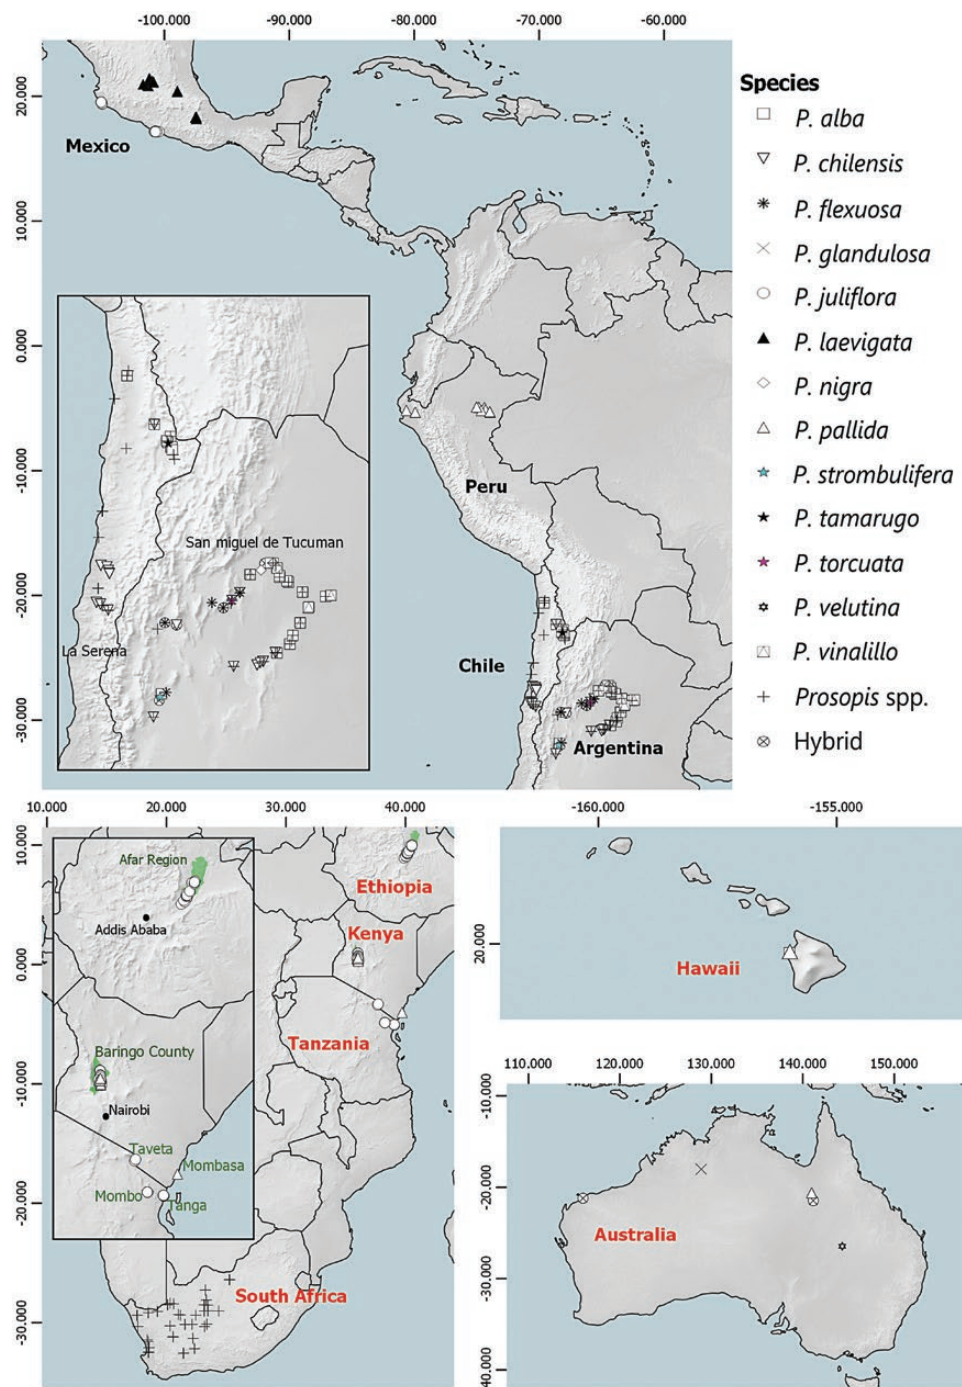 -100.000 -90.000 -80.000 -70.000 -60.000
20.000
10.000
0.000
-10.000
-20.000
-30.000
Mexico
Peru
Chile
Argentina
San miguel de Tucuman
La Serena
Species
P. alba
P. chilensis
P. flexuosa
P. glandulosa
P. juliflora
P. laevigata
P. nigra
P. pallida
P. strombulifera
P. tamarugo
P. torcuata
P. velutina
P. vinalillo
Prosopis spp.
Hybrid
10.000 20.000 30.000 40.000
10.000
0.000
-10.000
-20.000
-30.000
Afar Region
Addis Ababa
Baringo County
Nairobi
Taveta
Mombasa
Mombo
Tanga
Ethiopia
Kenya
Tanzania
South Africa
-160.000 -155.000
20.000
Hawaii
110.000 120.000 130.000 140.000 150.000
-10.000
-20.000
-30.000
-40.000
Australia